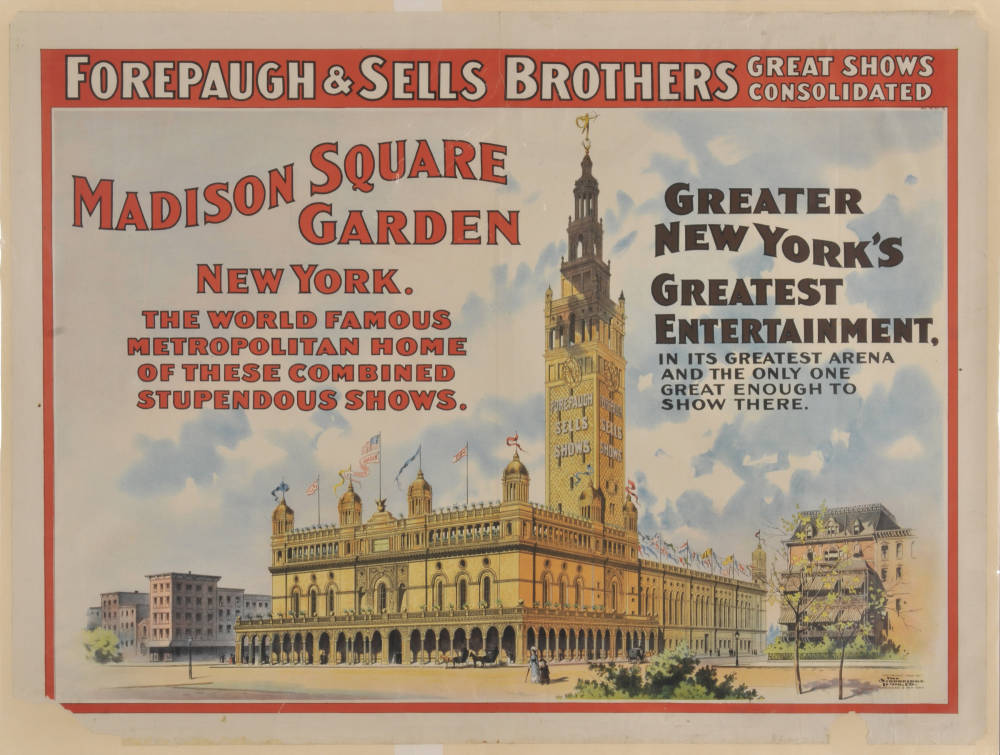 FOREPAUGH & SELLS BROTHERS
GREAT SHOWS
CONSOLIDATED
MADISON SQUARE
GARDEN
NEW YORK.
THE WORLD FAMOUS
METROPOLITAN HOME
OF THESE COMBINED
STUPENDOUS SHOWS.
GREATER
NEW YORK'S
GREATEST
ENTERTAINMENT,
IN ITS GREATEST ARENA
AND THE ONLY ONE
GREAT ENOUGH TO
SHOW THERE.
FOREPAUGH
SELLS
SHOWS
SELLS
SHOWS
THE
STROBRIDGE